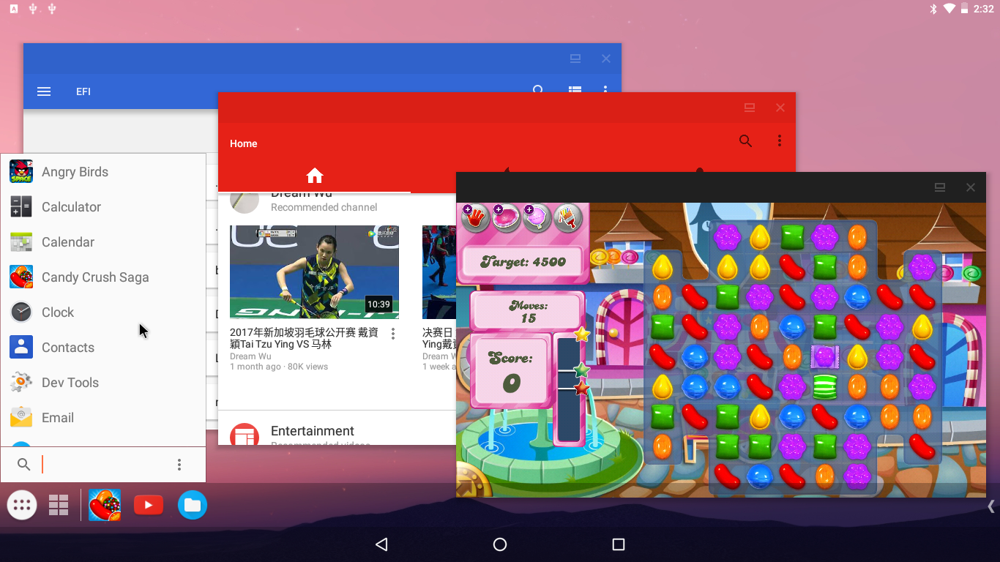 2:32
EFI
Home
Dream Wu
Recommended channel
10:39
2017年新加坡羽毛球公开赛 戴資
穎Tai Tzu Ying VS 马林
Dream Wu
1 month ago · 80K views
决赛日
Ying戴資
Dream W
1 week a
Entertainment
Recommended videos
Target: 4500
Moves:
15
Score:
0
Angry Birds
Calculator
Calendar
Candy Crush Saga
Clock
Contacts
Dev Tools
Email